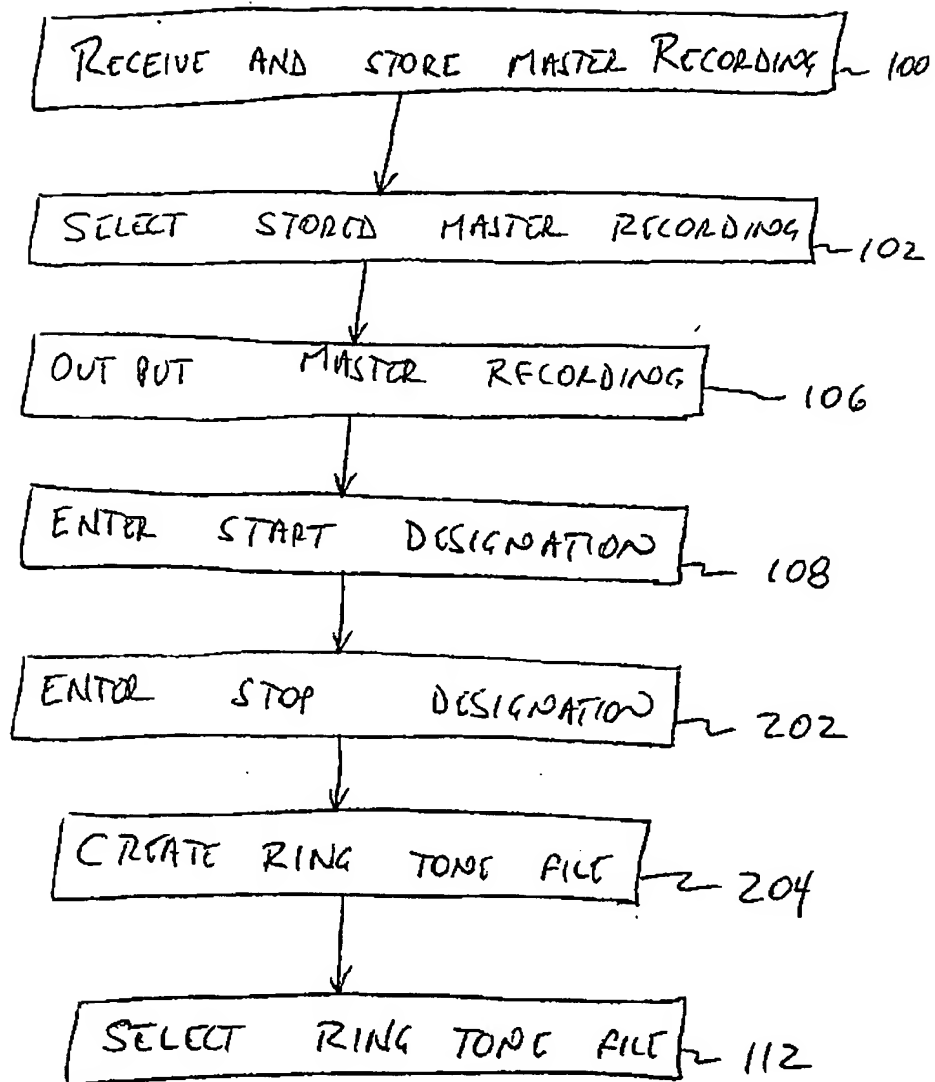 RECEIVE AND STORE MASTER RECORDING 100
SELECT STORED MASTER RECORDING 102
OUTPUT MASTER RECORDING 106
ENTER START DESIGNATION 108
ENTER STOP DESIGNATION 202
CREATE RING TONE FILE 204
SELECT RING TONE FILE 112